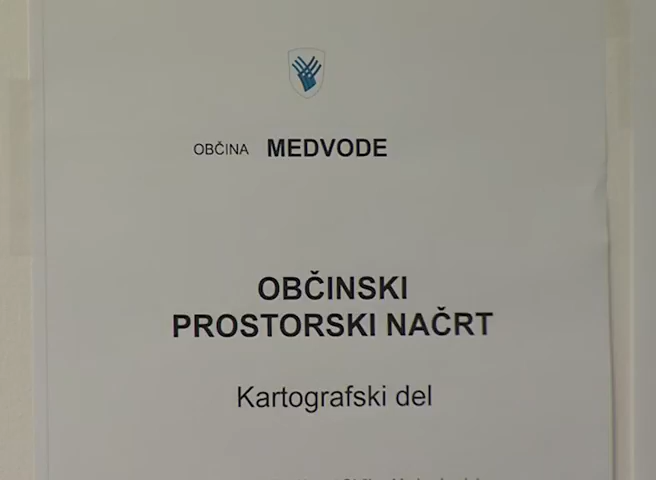 OBČINA MEDVODE
OBČINSKI
PROSTORSKI NAČRT
Kartografski del